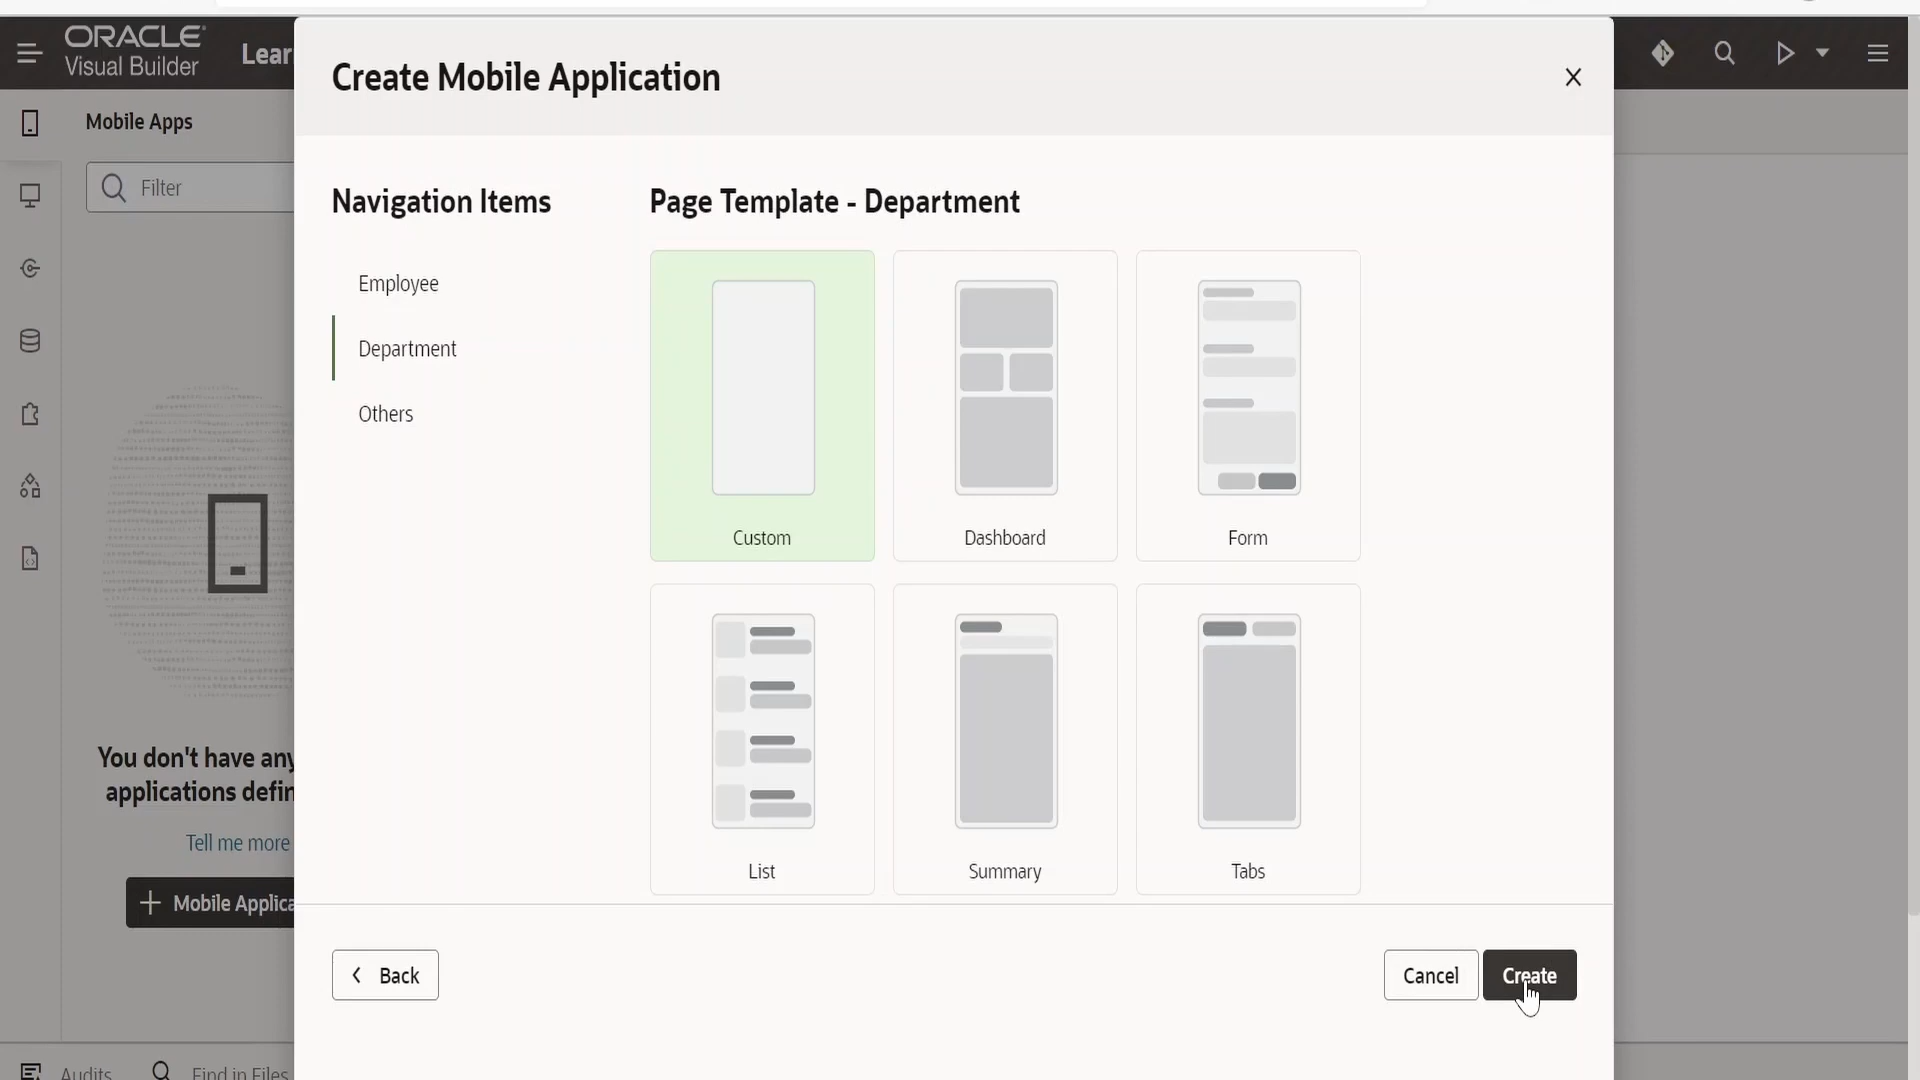 ORACLE
Visual Builder
Lear
Create Mobile Application
Mobile Apps
Filter
Navigation Items
Employee
Department
Others
Page Template - Department
Custom
Dashboard
Form
List
Summary
Tabs
You don't have any
applications defin
Tell me more
Mobile Applica
Back
Cancel
Create
Audits
Find in Files